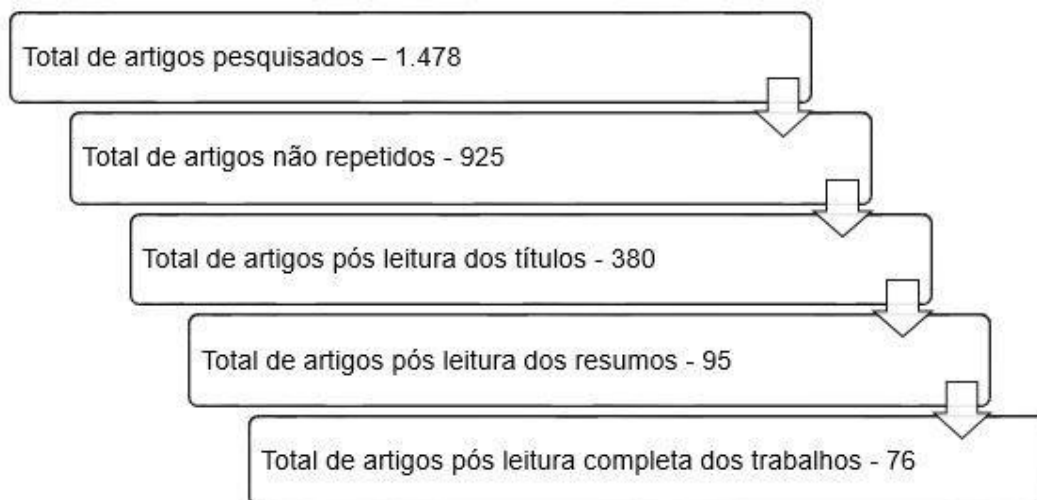 Total de artigos pesquisados – 1.478
Total de artigos não repetidos - 925
Total de artigos pós leitura dos títulos - 380
Total de artigos pós leitura dos resumos - 95
Total de artigos pós leitura completa dos trabalhos - 76